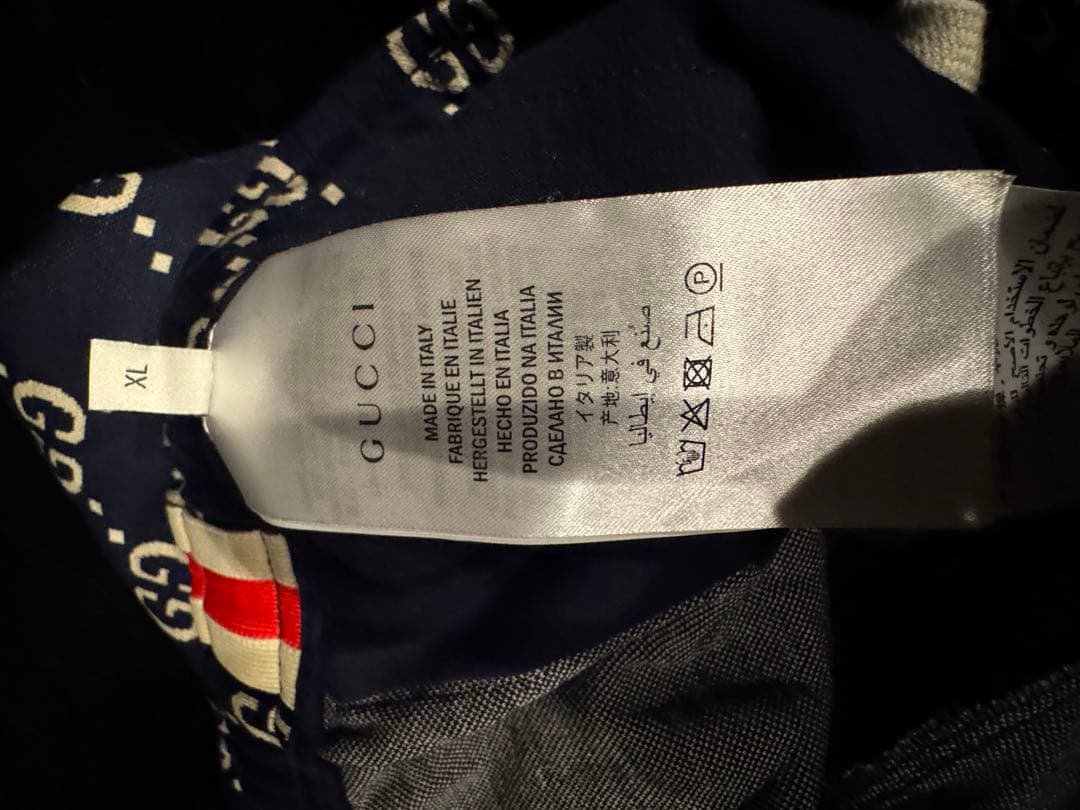 XL
GUCCI
MADE IN ITALY
FABRIQUE EN ITALIE
HERGESTELLT IN ITALIEN
HECHO EN ITALIA
PRODUZIDO NA ITALIA
СДЕЛАНО В ИТАЛИИ
イタリア製
产地:意大利
صنع في إيطاليا
P